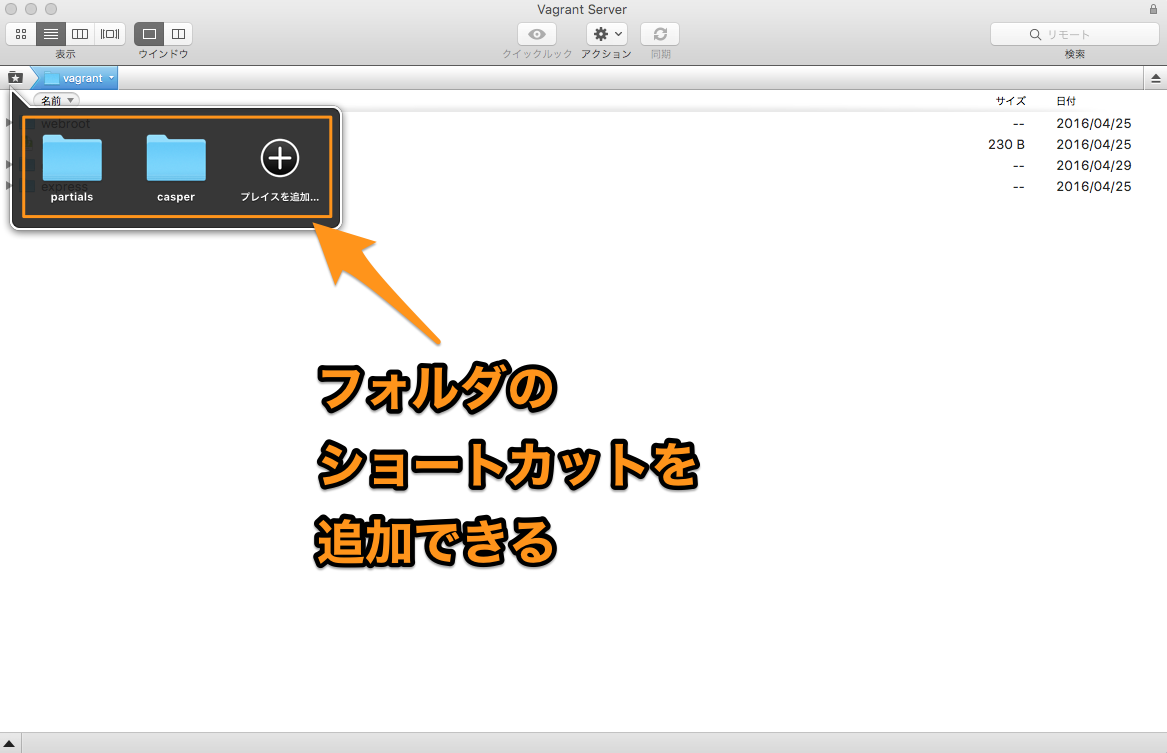 Vagrant Server
リモート
表示
ウインドウ
クイックルック
アクション
同期
検索
vagrant
名前
サイズ
日付
webroot
--
2016/04/25
230 B
2016/04/25
--
2016/04/29
express
--
2016/04/25
partials
casper
プレイスを追加...
フォルダの
ショートカットを
追加できる